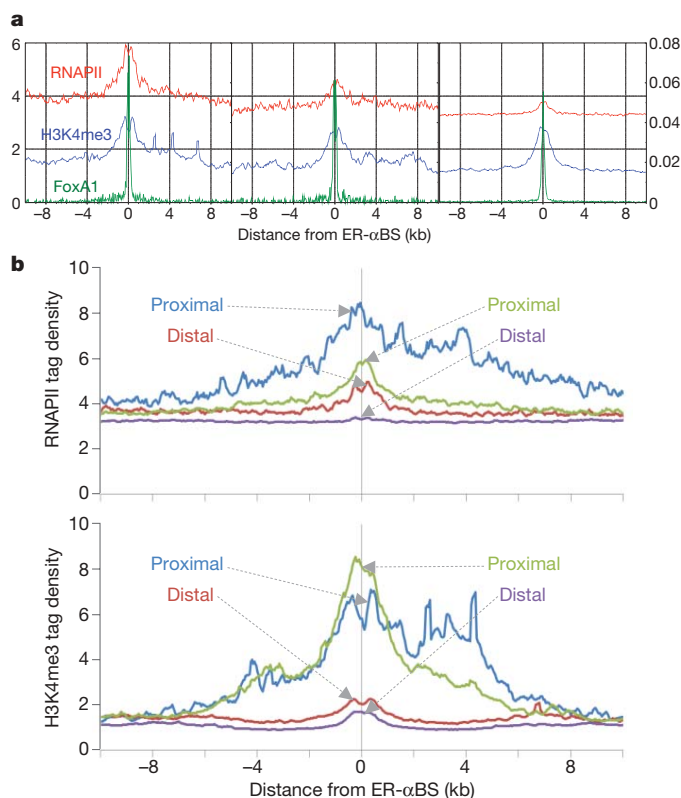 a
6 0.08
RNAPII
0.06
4
H3K4me3 0.04
2
0.02
FoxA1
0 0
−8 −4 0 4 8 −8 −4 0 4 8 −8 −4 0 4 8
Distance from ER-αBS (kb)
b
10
Proximal Proximal
8
Distal Distal
6
4
2
0
RNAPII tag density
10
Proximal Proximal
8
Distal Distal
6
4
2
0
H3K4me3 tag density
−8 −4 0 4 8
Distance from ER-αBS (kb)